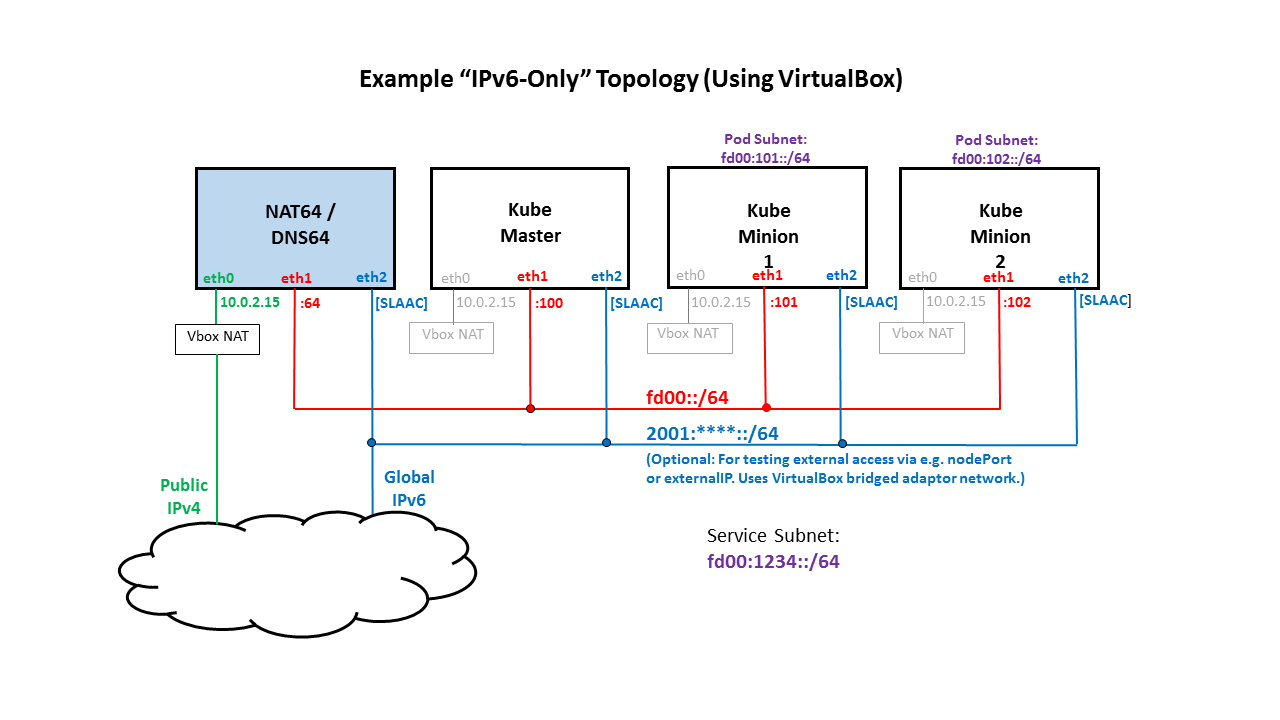 Example “IPv6-Only” Topology (Using VirtualBox)
Pod Subnet:
fd00:101::/64
Pod Subnet:
fd00:102::/64
NAT64 /
DNS64
eth0
eth1
eth2
Kube
Master
eth0
eth1
eth2
Kube
Minion
1
eth0
eth1
eth2
Kube
Minion
2
eth0
eth1
eth2
10.0.2.15
:64
[SLAAC]
10.0.2.15
:100
[SLAAC]
10.0.2.15
:101
[SLAAC]
10.0.2.15
:102
[SLAAC]
Vbox NAT
Vbox NAT
Vbox NAT
Vbox NAT
fd00::/64
2001:****::/64
(Optional: For testing external access via e.g. nodePort
or externalIP. Uses VirtualBox bridged adaptor network.)
Public
IPv4
Global
IPv6
Service Subnet:
fd00:1234::/64